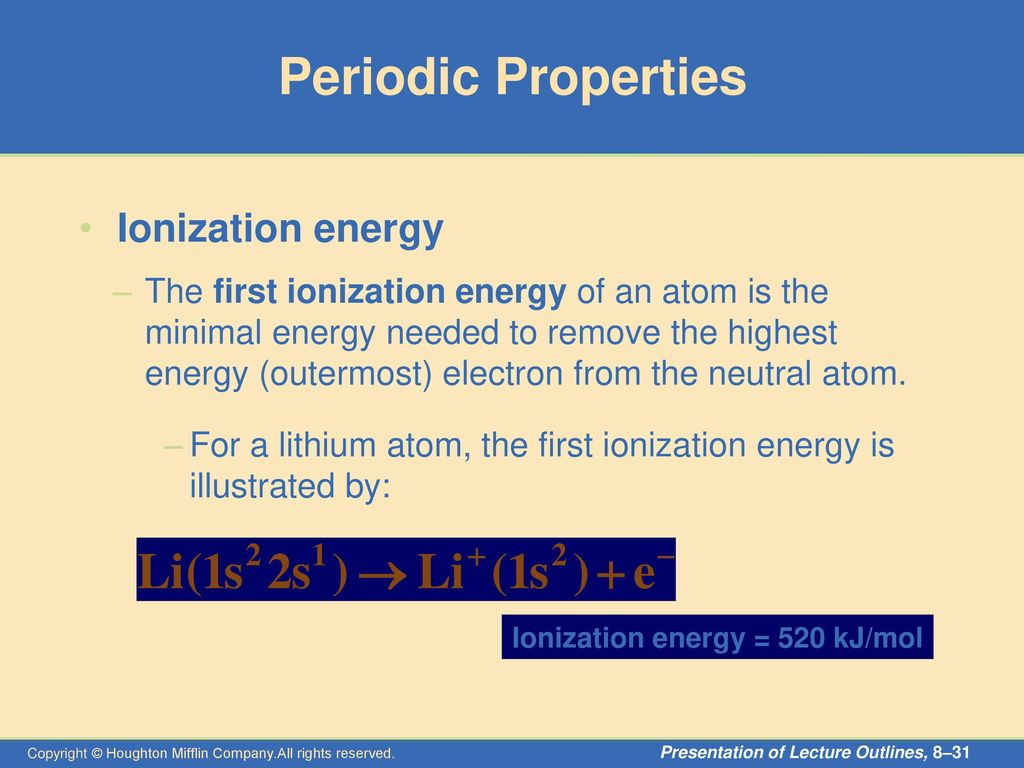 Periodic Properties
• Ionization energy
– The first ionization energy of an atom is the
minimal energy needed to remove the highest
energy (outermost) electron from the neutral atom.
– For a lithium atom, the first ionization energy is
illustrated by:
Li(1s²2s¹) → Li⁺(1s²) + e⁻
Ionization energy = 520 kJ/mol
Copyright © Houghton Mifflin Company.All rights reserved.
Presentation of Lecture Outlines, 8–31